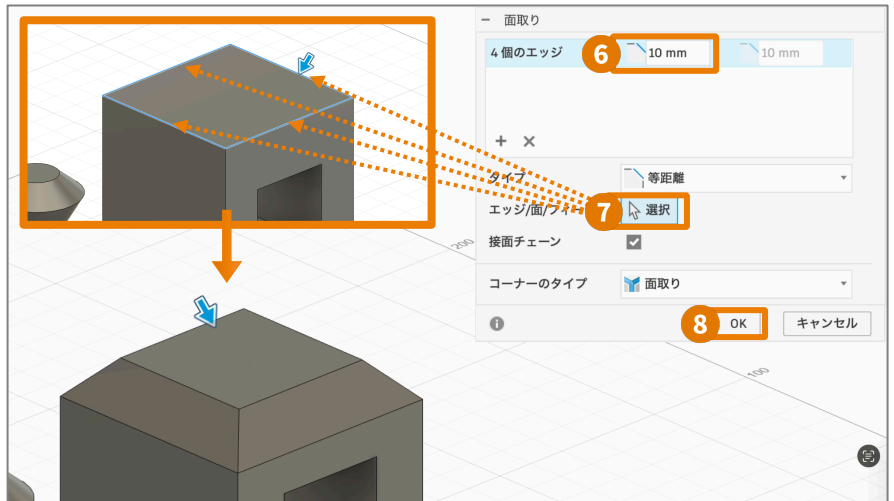 面取り
4 個のエッジ 6 10 mm 10 mm
タイプ 等距離
エッジ/面/フィー 7 選択
接面チェーン
コーナーのタイプ 面取り
8 OK キャンセル
200
100